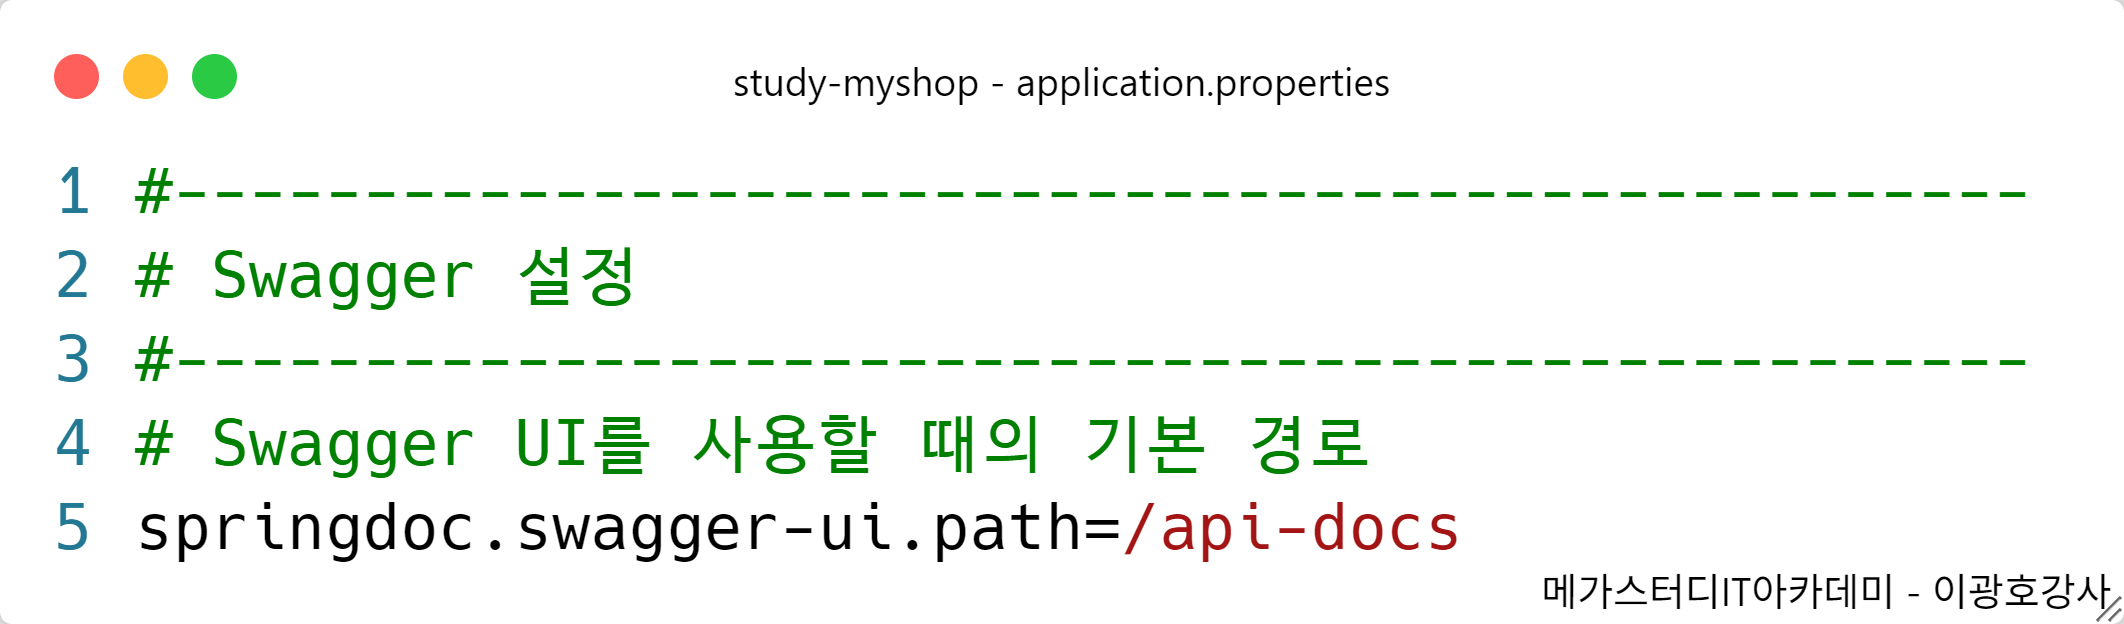 study-myshop - application.properties
1 #-------------------------------------------------
2 # Swagger 설정
3 #-------------------------------------------------
4 # Swagger UI를 사용할 때의 기본 경로
5 springdoc.swagger-ui.path=/api-docs
메가스터디IT아카데미 - 이광호강사